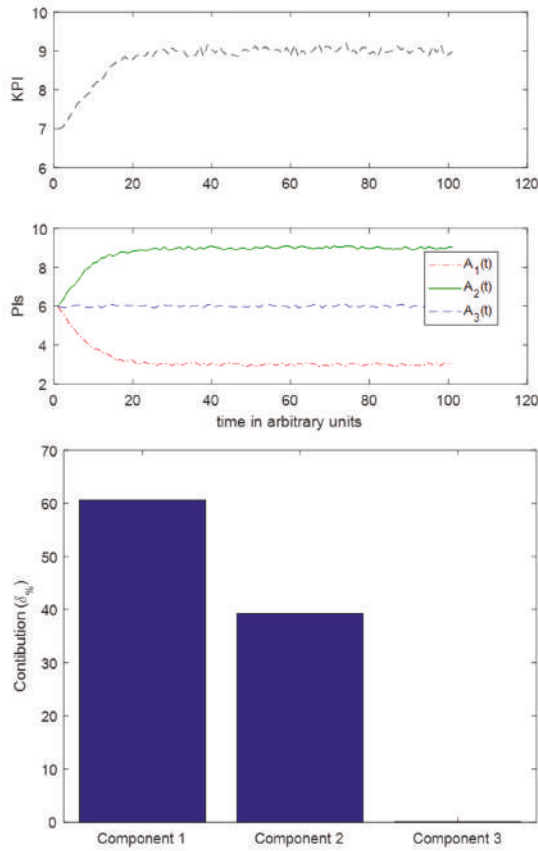 10
9
8
7
6
KPI
0 20 40 60 80 100 120
10
8
6
4
2
PIs
A1(t)
A2(t)
A3(t)
0 20 40 60 80 100 120
time in arbitrary units
70
60
50
40
30
20
10
0
Contibution (δ%)
Component 1 Component 2 Component 3